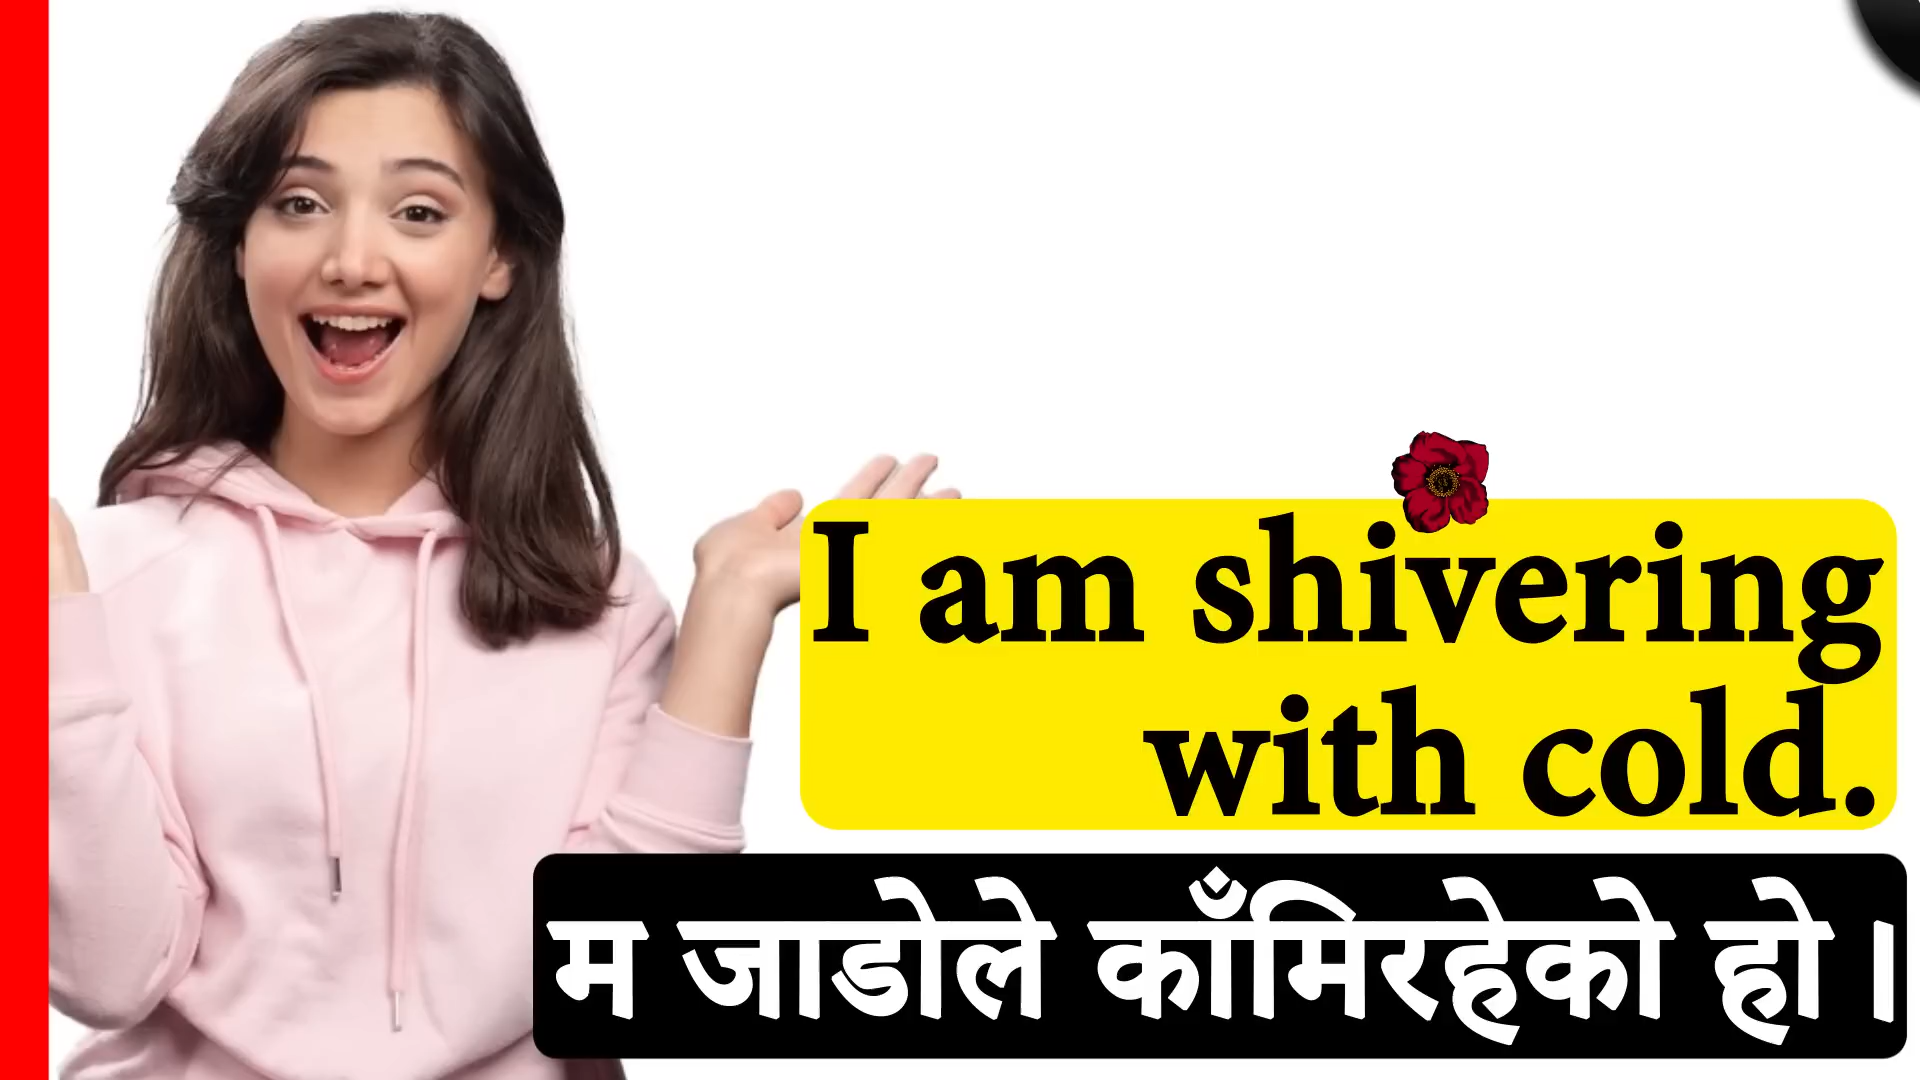 I am shivering
with cold.
म जाडोले काँमिरहेको हो ।